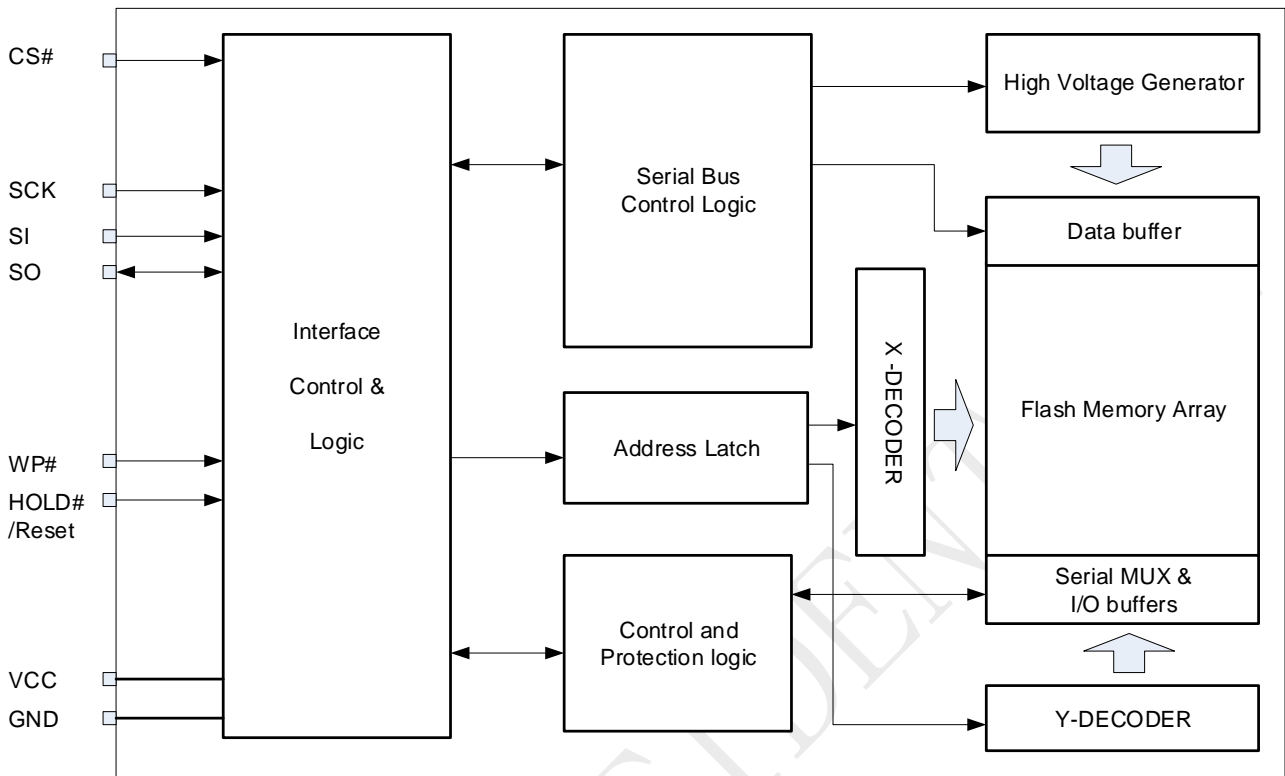 CS#
SCK
SI
SO
WP#
HOLD#
/Reset
VCC
GND
Interface
Control &
Logic
Serial Bus
Control Logic
Address Latch
Control and
Protection logic
X -DECODER
High Voltage Generator
Data buffer
Flash Memory Array
Serial MUX &
I/O buffers
Y-DECODER